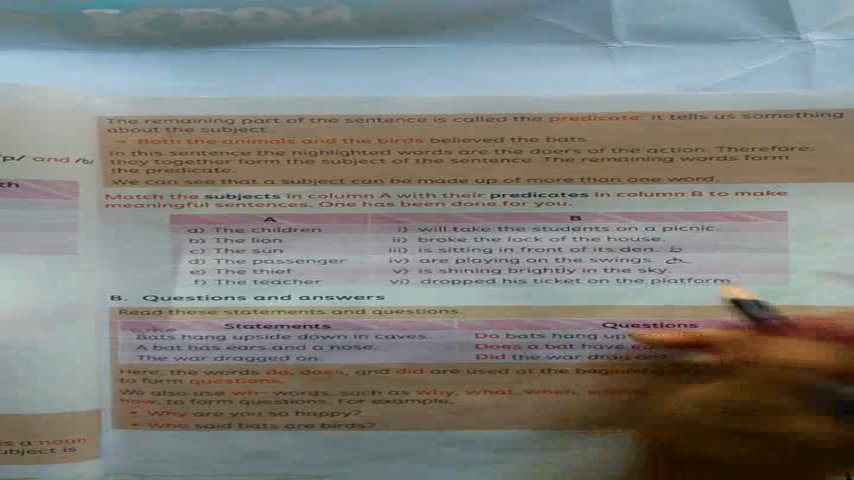 The remaining part of the sentence is called the predicate. It tells us something
about the subject.
• Both the animals and the birds believed the bats.
In this sentence the highlighted words are the doers of the action. Therefore,
they together form the subject of the sentence. The remaining words form
the predicate.
We can see that a subject can be made up of more than one word.
/p/ and /b/
th
Match the subjects in column A with their predicates in column B to make
meaningful sentences. One has been done for you.
A B
a) The children i) will take the students on a picnic.
b) The lion ii) broke the lock of the house.
c) The sun iii) is sitting in front of its den. b
d) The passenger iv) are playing on the swings. a
e) The thief v) is shining brightly in the sky.
f) The teacher vi) dropped his ticket on the platform.
B. Questions and answers
Read these statements and questions.
Statements Questions
Bats hang upside down in caves. Do bats hang
A bat has ears and a nose. Does a bat have
The war dragged on. Did the war drag on?
Here, the words do, does, and did are used at the beginning
to form questions.
We also use wh- words, such as why, what, when,
how, to form questions. For example,
• Why are you so happy?
• Who said bats are birds?
is a noun
ubject is